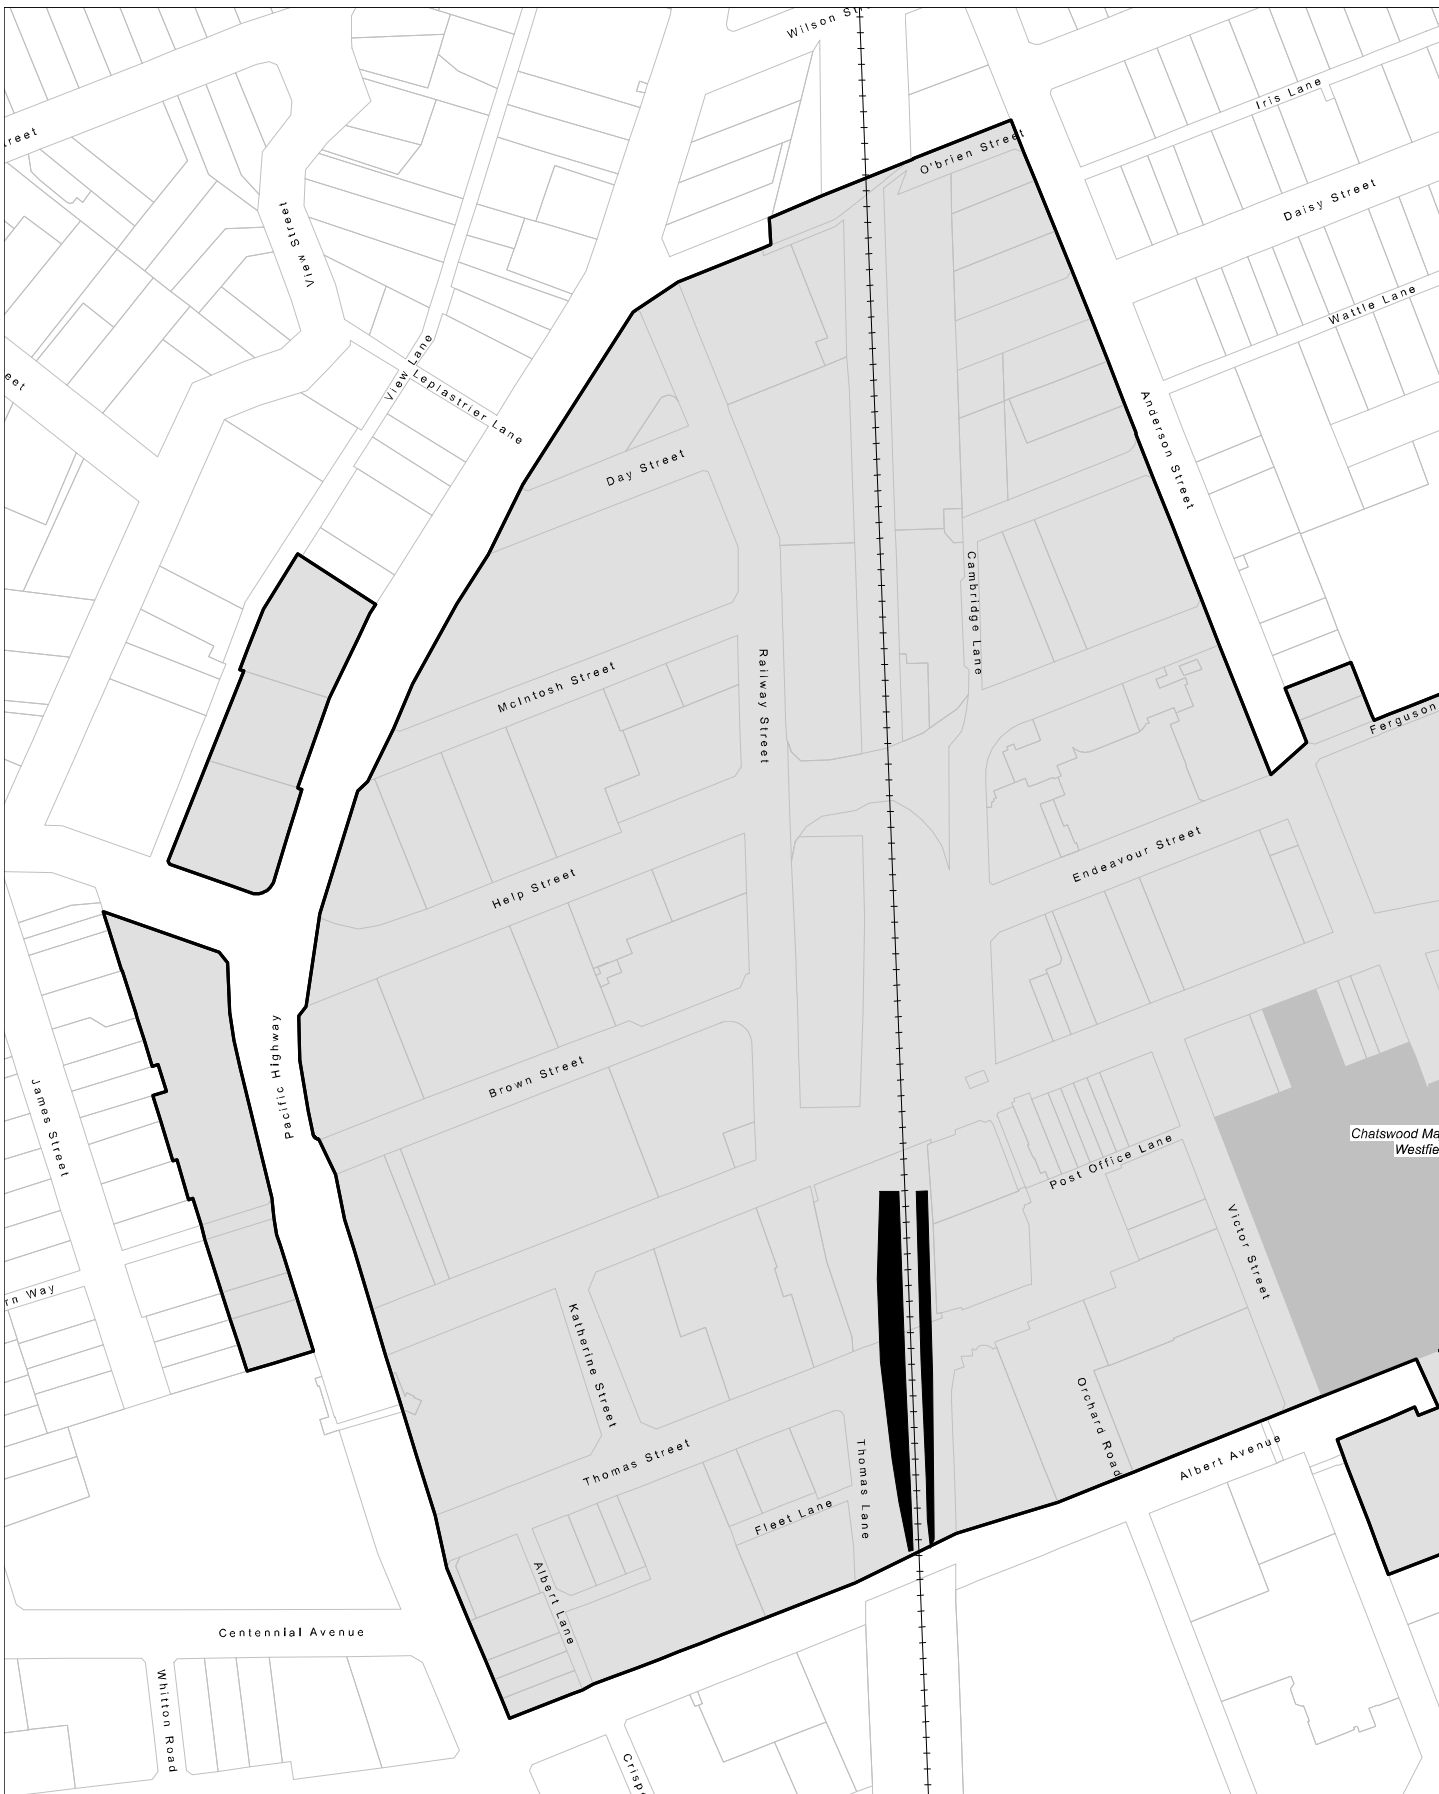 Wilson
Iris Lane
O'brien Street
Daisy Street
View Street
Wattle Lane
View Lane
Leplastrier Lane
Anderson Street
Day Street
Cambridge Lane
McIntosh Street
Railway Street
Ferguson
Endeavour Street
Help Street
Pacific Highway
Brown Street
James Street
Chatswood Ma
Westfie
Post Office Lane
Victor Street
rn Way
Katherine Street
Orchard Road
Thomas Street
Thomas Lane
Albert Avenue
Fleet Lane
Albert Lane
Centennial Avenue
Whitton Road
Crisp